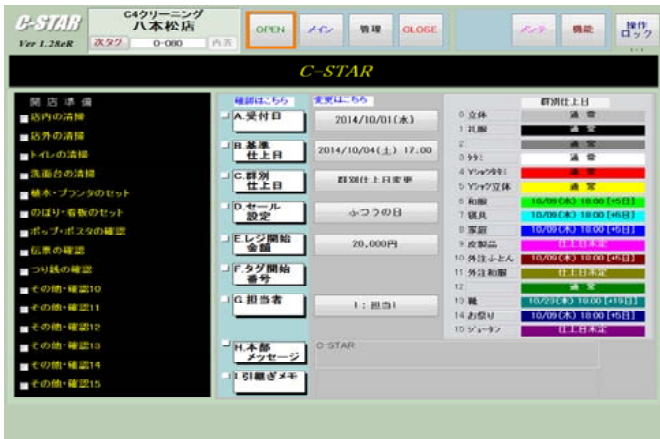 C-STAR
Ver 1.28eR
C4クリーニング
八本松店
次タグ
0-080
内否
OPEN
メイン
管理
CLOSE
メンテ
機能
操作
ロック
C-STAR
開店準備
店内の清掃
店外の清掃
トイレの清掃
洗面台の清掃
植木・プランタのセット
のぼり・看板のセット
ポップ・ポスタの確認
伝票の確認
つり銭の確認
その他・確認10
その他・確認11
その他・確認12
その他・確認13
その他・確認14
その他・確認15
確認はこちら
変更はこちら
A.受付日
2014/10/01(水)
B.基準
仕上日
2014/10/04(土) 17:00
C.群別
仕上日
群別仕上日変更
D.セール
設定
ふつうの日
E.レジ開始
金額
20,000円
F.タグ開始
番号
G.担当者
1:担当1
H.本部
メッセージ
C-STAR
I.引継ぎメモ
群別仕上日
0 立体 通 常
1 礼服 通 常
2 通 常
3 通 常
4 通 常
5 Yシャツ立体 通 常
6 和服 10/09(木) 18:00 [+5日]
7 寝具 10/09(木) 18:00 [+5日]
8 家庭 10/09(木) 18:00 [+5日]
9 皮製品 仕上日未定
10 外注ふとん 10/09(木) 18:00 [+5日]
11 外注和服 仕上日未定
12 通 常
13 靴 10/23(木) 18:00 [+19日]
14 お祭り 10/09(木) 18:00 [+5日]
15 ジュータン 仕上日未定